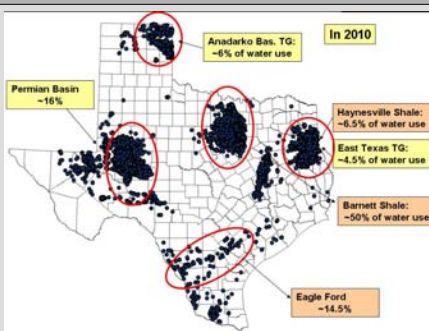 In 2010
Anadarko Bas. TG:
~6% of water use
Permian Basin
~16%
Haynesville Shale:
~6.5% of water use
East Texas TG:
~4.5% of water use
Barnett Shale:
~50% of water use
Eagle Ford
~14.5%